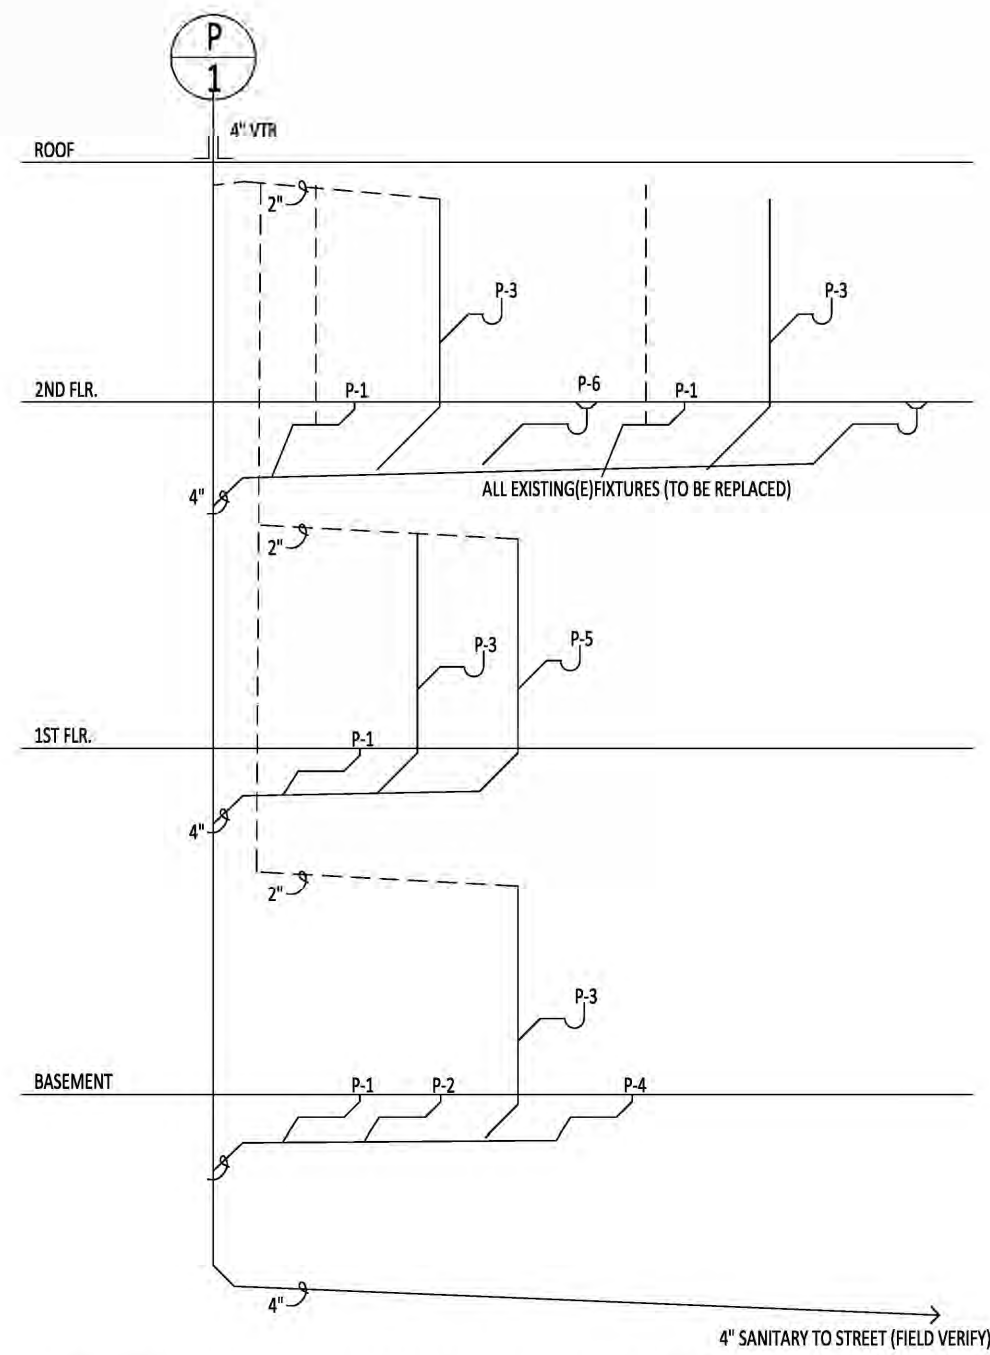 P
1
4" VTR
ROOF
2"
P-3
P-3
2ND FLR.
P-1
P-6
P-1
4"
ALL EXISTING(E)FIXTURES (TO BE REPLACED)
2"
P-3
P-5
1ST FLR.
P-1
4"
2"
P-3
BASEMENT
P-1
P-2
P-4
4"
4" SANITARY TO STREET (FIELD VERIFY)